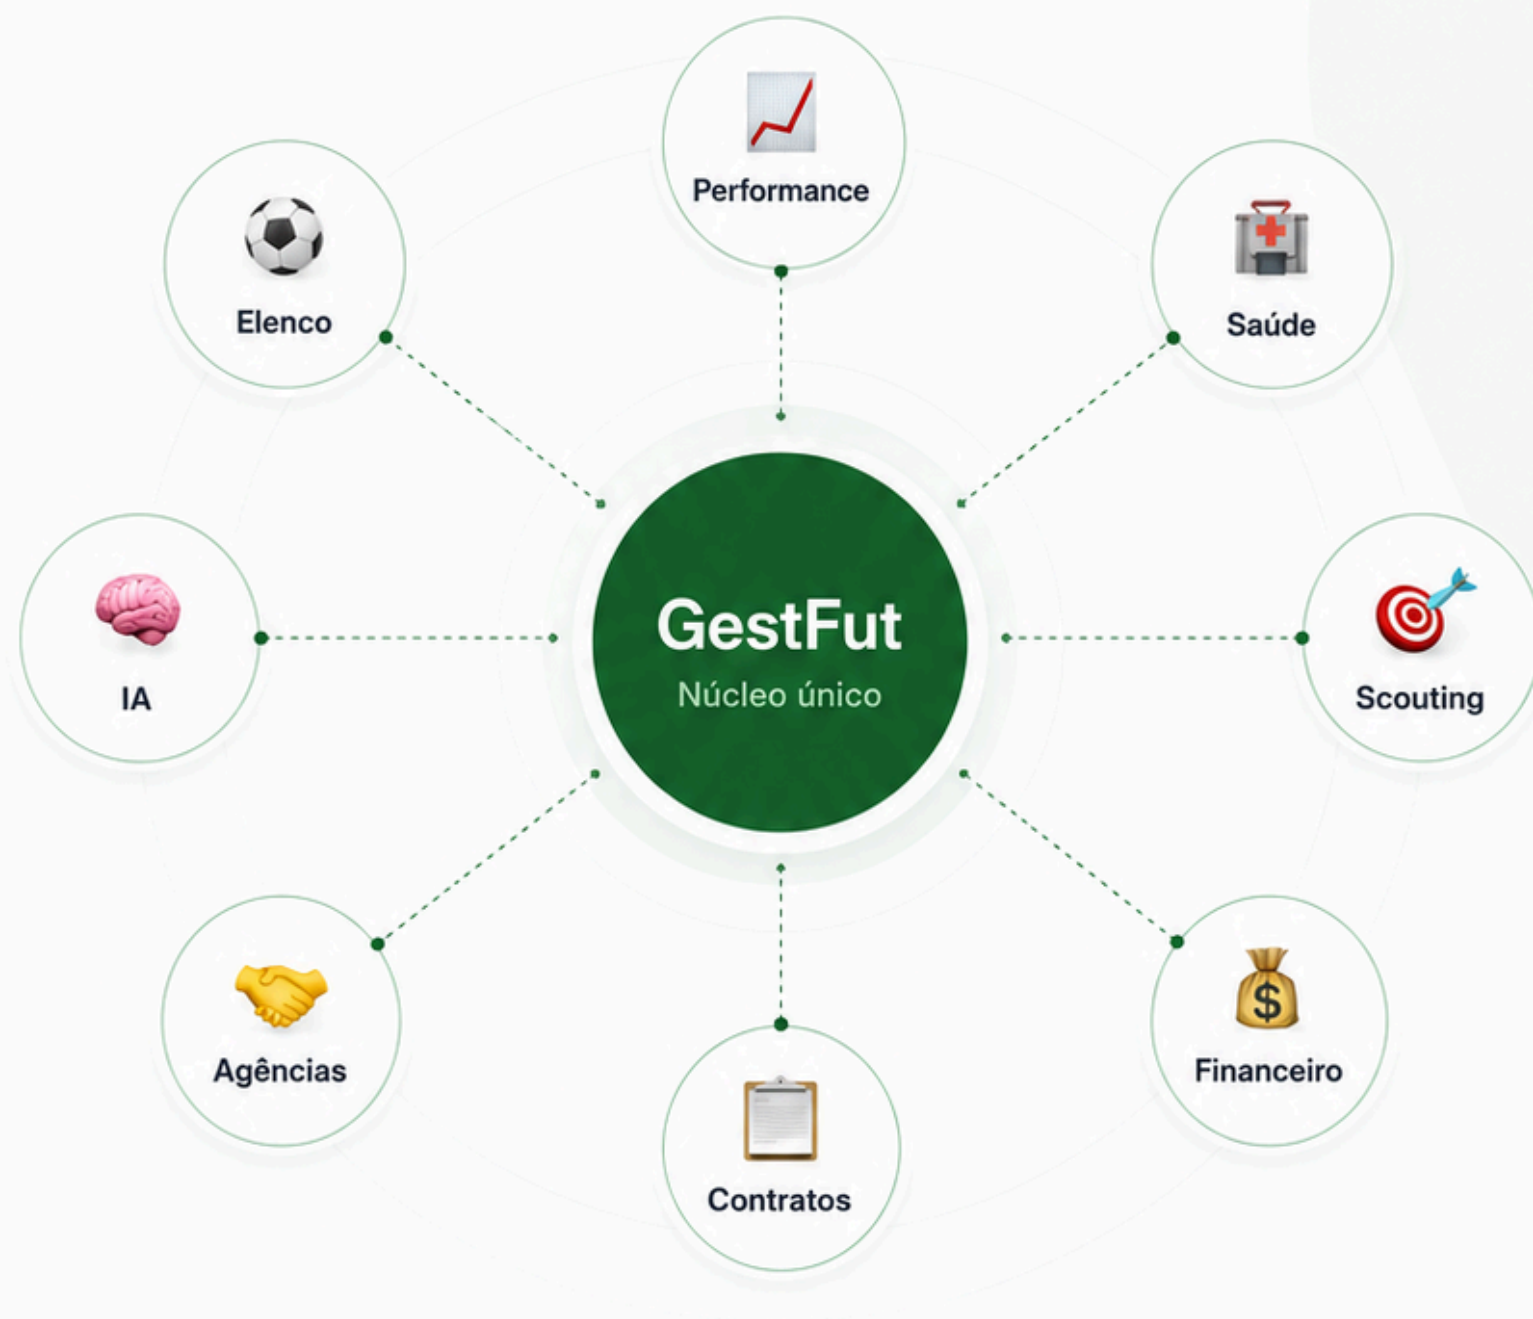 Performance
Elenco
Saúde
GestFut
Núcleo único
IA
Scouting
Agências
Financeiro
$
Contratos